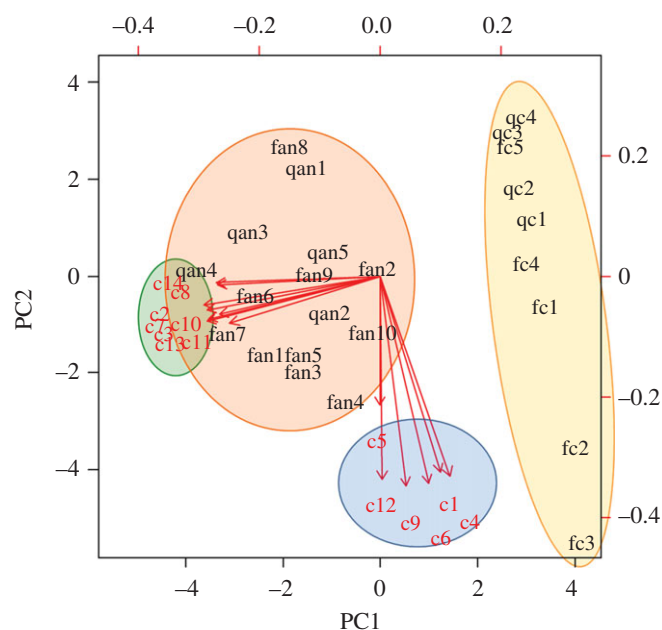 −0.4 −0.2 0.0 0.2
4
qc4
qc3
fan8 fc5 0.2
2 qan1
qc2
qc1
qan3
qan5 fc4
0 qan4 fan9 fan2 0
c14
c8 fan6
fc1
c2 qan2
c7 c10
c3 fan7 fan10
c13 c11
fan1 fan5
−2 fan3
fan4 −0.2
c5 fc2
−4
c12 c1
c9 c4 −0.4
c6 fc3
−4 −2 0 2 4
PC1
PC2